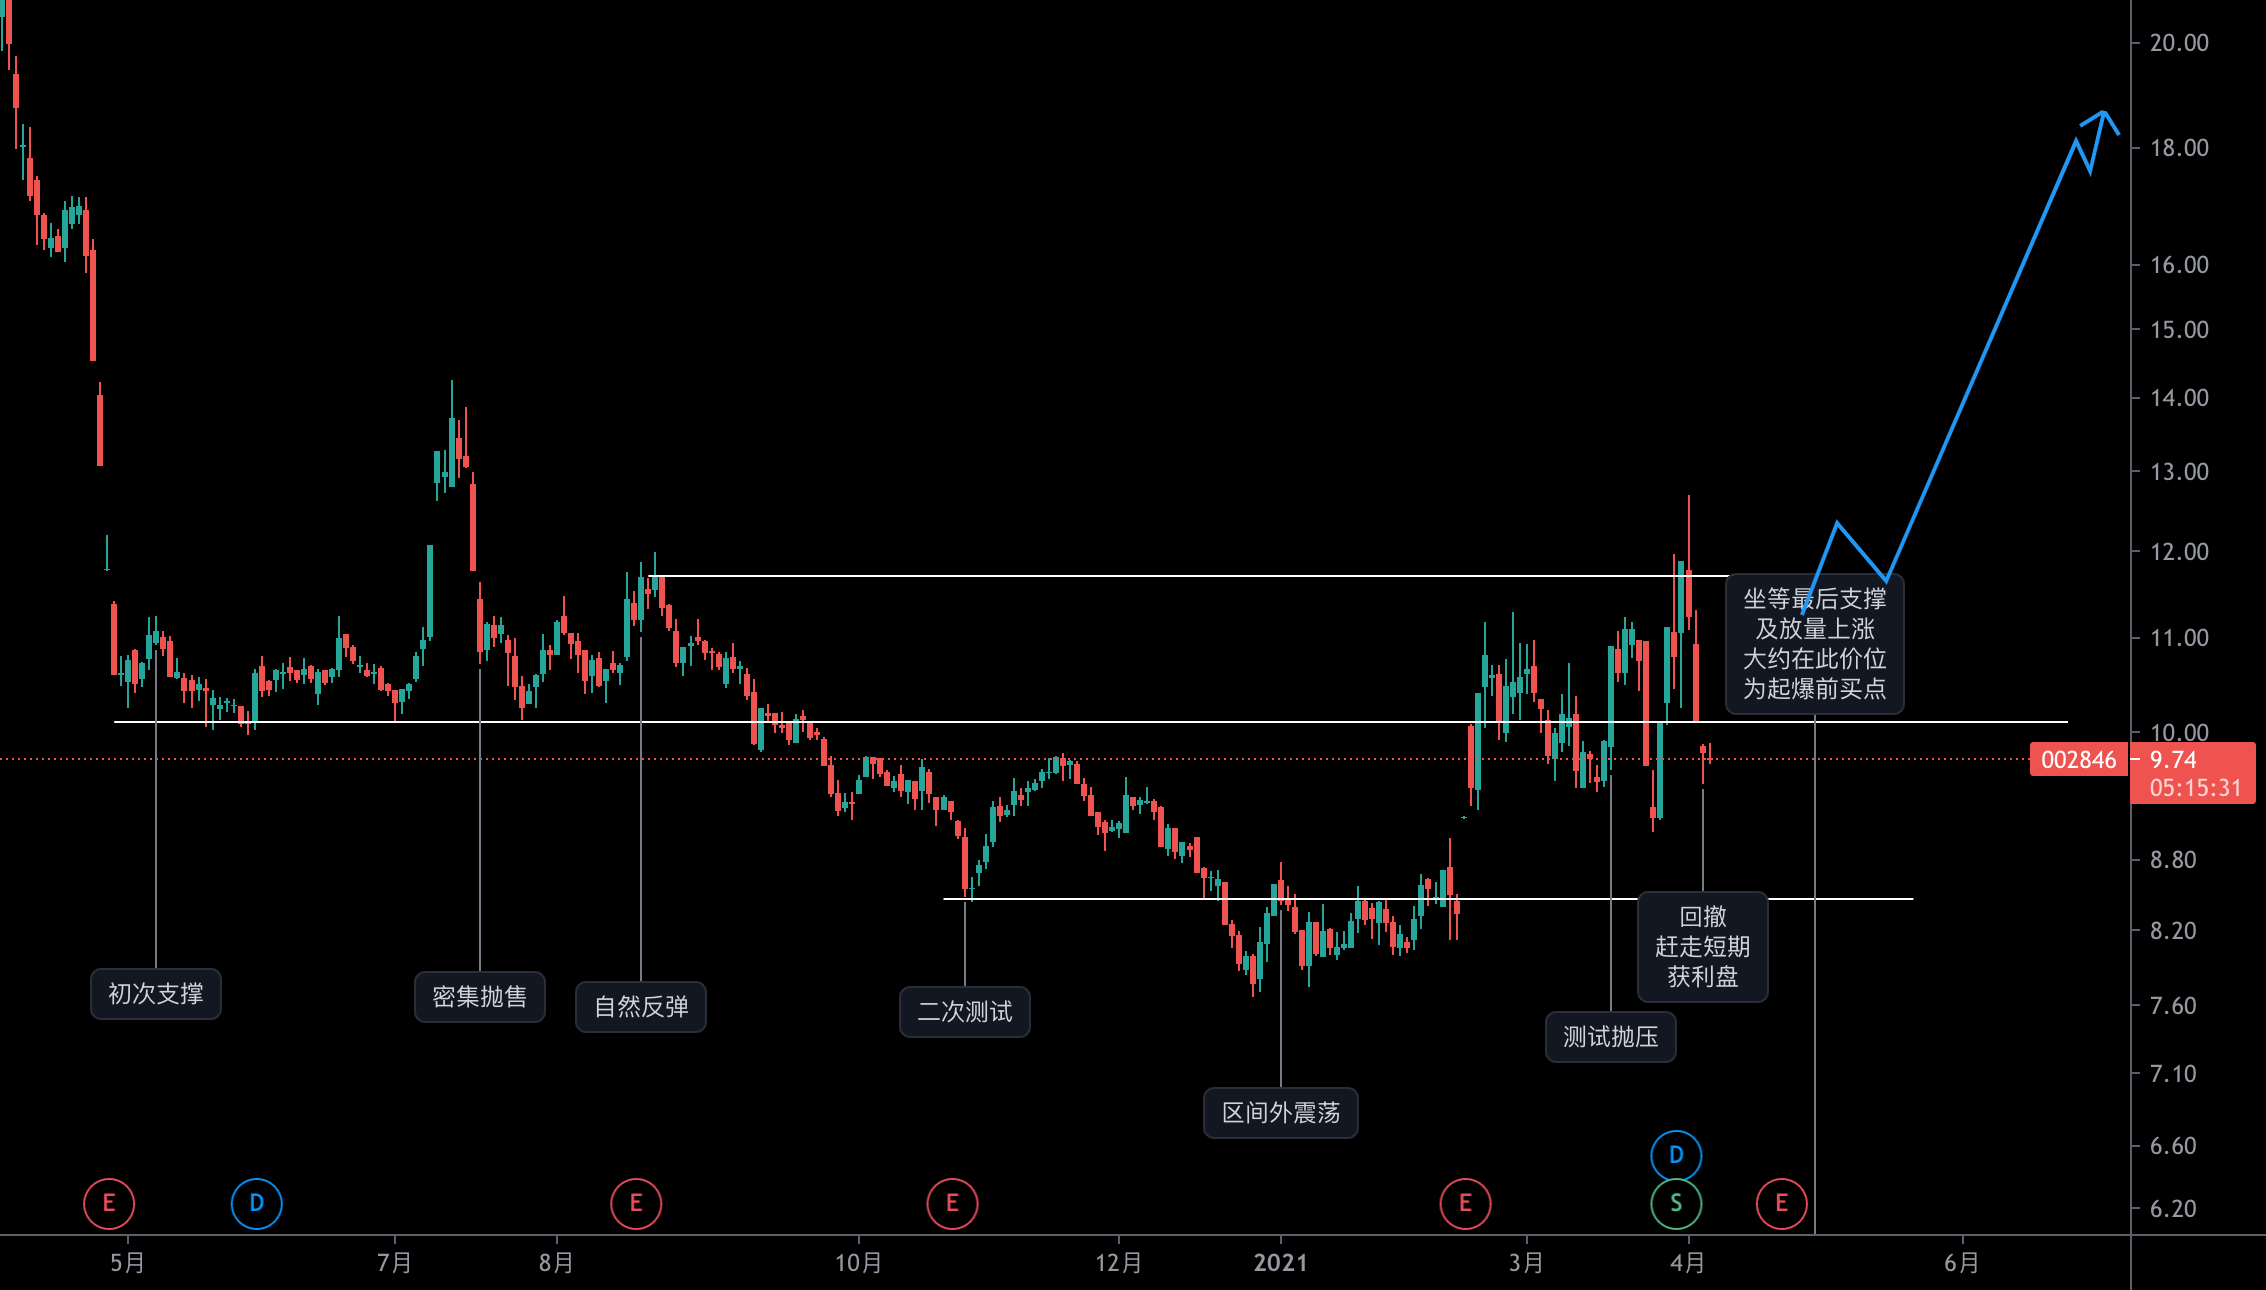 20.00
18.00
16.00
15.00
14.00
13.00
12.00
11.00
10.00
002846
9.74
05:15:31
8.80
8.20
7.60
7.10
6.60
6.20
坐等最后支撑
及放量上涨
大约在此价位
为起爆前买点
回撤
赶走短期
获利盘
初次支撑
密集抛售
自然反弹
二次测试
测试抛压
区间外震荡
D
E
D
E
E
E
S
E
5月
7月
8月
10月
12月
2021
3月
4月
6月